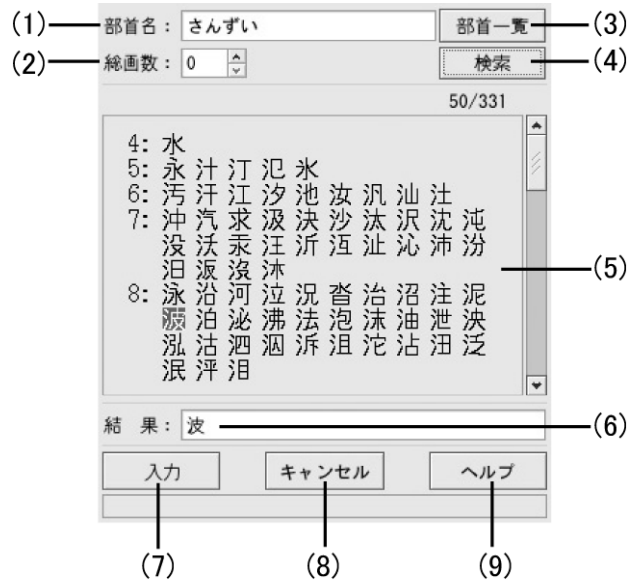 (1) 部首名： さんずい 部首一覧 (3)
(2) 総画数： 0 検索 (4)
50/331
4: 水
5: 永 汁 汀 氾 氷
6: 汚 汗 江 汐 池 汝 汎 汕 汢
7: 沖 汽 求 汲 決 沙 汰 沢 沈 沌
没 沃 汞 汪 沂 沍 沚 沁 沛 汾
汨 汳 沒 沐
8: 泳 沿 河 泣 況 沓 治 沼 注 泥
波 泊 泌 沸 法 泡 沫 油 泄 泱
泓 沽 泗 泅 泝 沮 沱 沾 沺 泛
泯 泙 泪
(5)
結 果： 波 (6)
入力 キャンセル ヘルプ
(7) (8) (9)